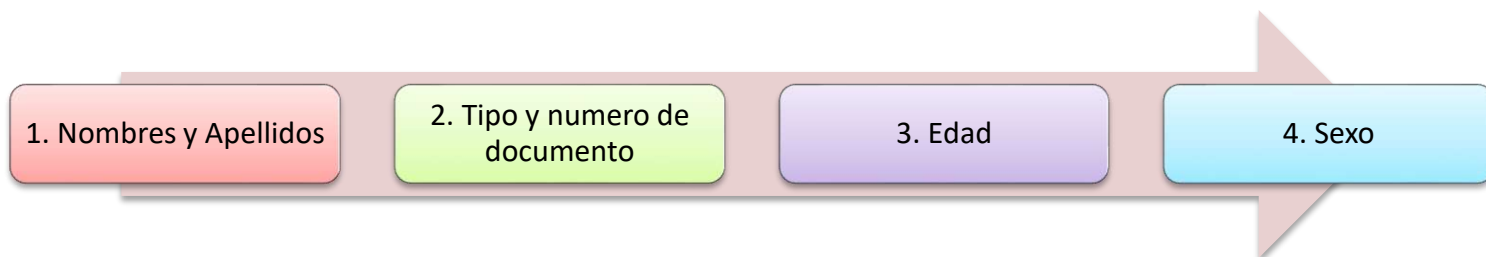 1. Nombres y Apellidos
2. Tipo y numero de
documento
3. Edad
4. Sexo